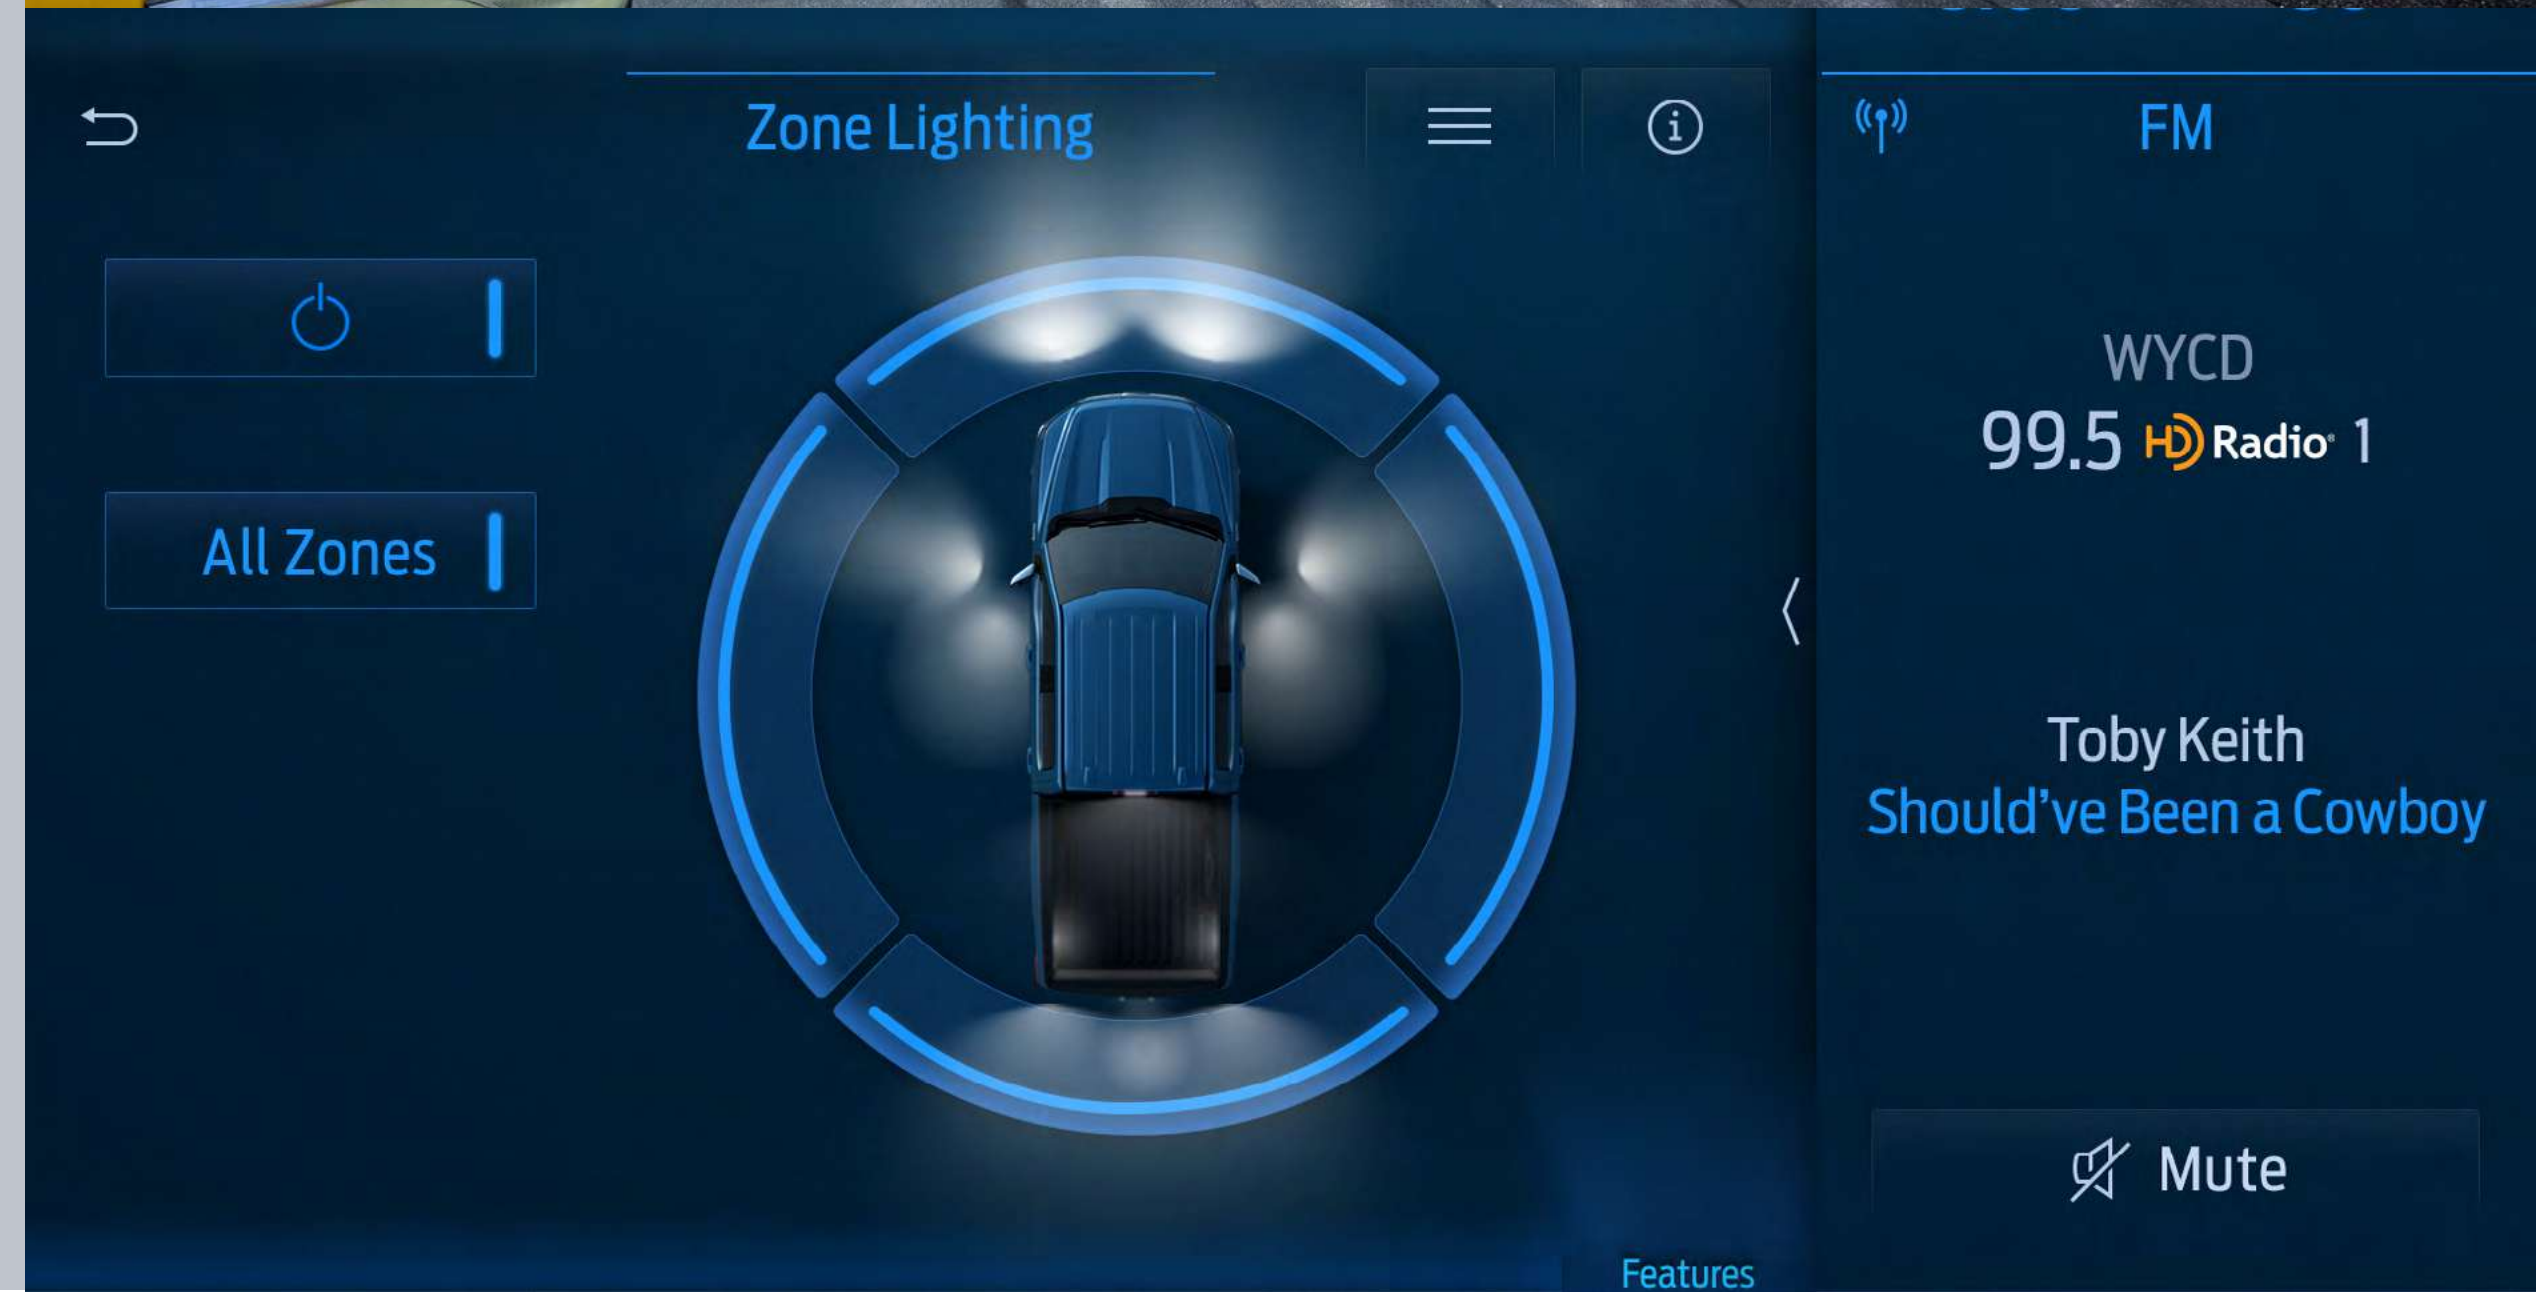 Zone Lighting
FM
All Zones
WYCD
99.5 HD Radio® 1
Toby Keith
Should've Been a Cowboy
Mute
Features